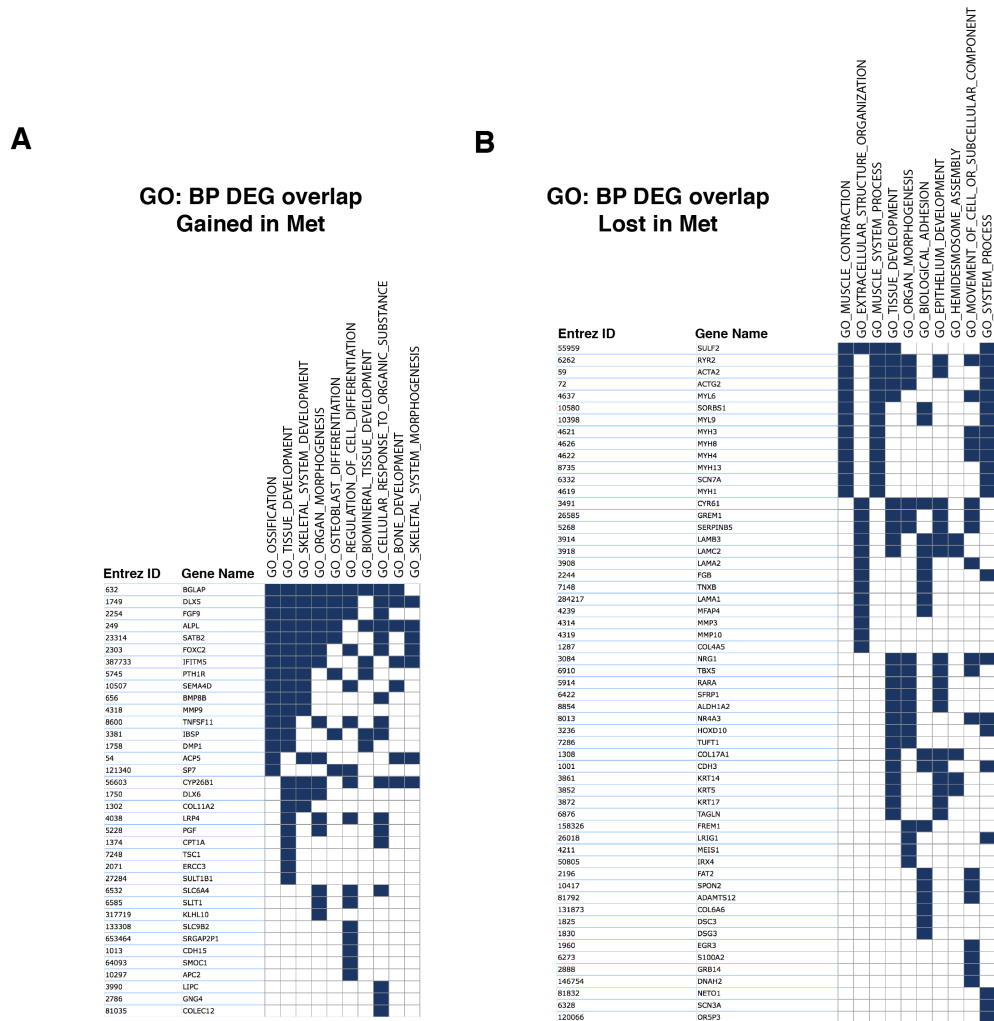 A
GO: BP DEG overlap
Gained in Met
Entrez ID Gene Name GO_OSSIFICATION GO_TISSUE_DEVELOPMENT GO_SKELETAL_SYSTEM_DEVELOPMENT GO_ORGAN_MORPHOGENESIS GO_OSTEOBLAST_DIFFERENTIATION GO_REGULATION_OF_CELL_DIFFERENTIATION GO_BIOMINERAL_TISSUE_DEVELOPMENT GO_CELLULAR_RESPONSE_TO_ORGANIC_SUBSTANCE GO_BONE_DEVELOPMENT GO_SKELETAL_SYSTEM_MORPHOGENESIS
632 BGLAP
1749 DLX5
2254 FGF9
249 ALPL
23314 SATB2
2303 FOXC2
387733 IFITM5
5745 PTH1R
10507 SEMA4D
656 BMP8B
4318 MMP9
8600 TNFSF11
3381 IBSP
1758 DMP1
54 ACP5
121340 SP7
56603 CYP26B1
1750 DLX6
1302 COL11A2
4038 LRP4
5228 PGF
1374 CPT1A
7248 TSC1
2071 ERCC3
27284 SULT1B1
6532 SLC6A4
6585 SLIT1
317719 KLHL10
133308 SLC9B2
653464 SRGAP2P1
1013 CDH15
64093 SMOC1
10297 APC2
3990 LIPC
2786 GNG4
81035 COLEC12
B
GO: BP DEG overlap
Lost in Met
Entrez ID Gene Name GO_MUSCLE_CONTRACTION GO_EXTRACELLULAR_STRUCTURE_ORGANIZATION GO_MUSCLE_SYSTEM_PROCESS GO_TISSUE_DEVELOPMENT GO_ORGAN_MORPHOGENESIS GO_BIOLOGICAL_ADHESION GO_EPITHELIUM_DEVELOPMENT GO_HEMIDESMOSOME_ASSEMBLY GO_MOVEMENT_OF_CELL_OR_SUBCELLULAR_COMPONENT GO_SYSTEM_PROCESS
55959 SULF2
6262 RYR2
59 ACTA2
72 ACTG2
4637 MYL6
10580 SORBS1
10398 MYL9
4621 MYH3
4626 MYH8
4622 MYH4
8735 MYH13
6332 SCN7A
4619 MYH1
3491 CYR61
26585 GREM1
5268 SERPINB5
3914 LAMB3
3918 LAMC2
3908 LAMA2
2244 FGB
7148 TNXB
284217 LAMA1
4239 MFAP4
4314 MMP3
4319 MMP10
1287 COL4A5
3084 NRG1
6910 TBX5
5914 RARA
6422 SFRP1
8854 ALDH1A2
8013 NR4A3
3236 HOXD10
7286 TUFT1
1308 COL17A1
1001 CDH3
3861 KRT14
3852 KRT5
3872 KRT17
6876 TAGLN
158326 FREM1
26018 LRIG1
4211 MEIS1
50805 IRX4
2196 FAT2
10417 SPON2
81792 ADAMTS12
131873 COL6A6
1825 DSC3
1830 DSG3
1960 EGR3
6273 S100A2
2888 GRB14
146754 DNAH2
81832 NETO1
6328 SCN3A
120066 OR5P3